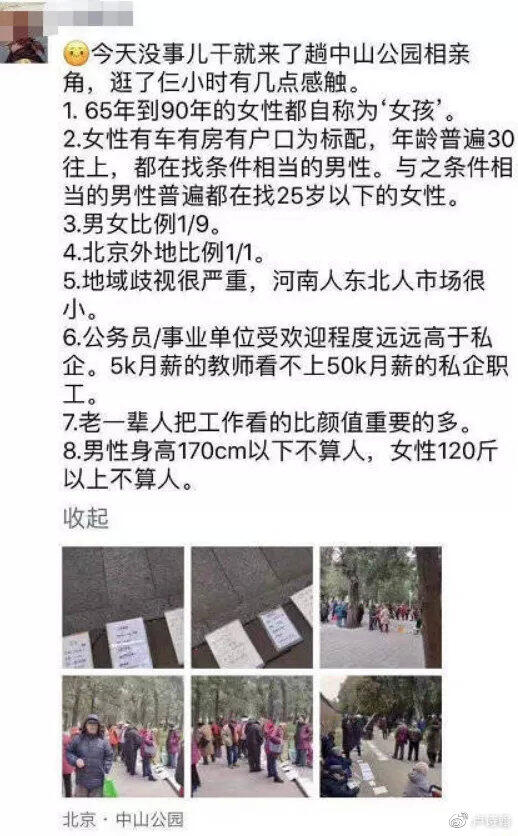 今天没事儿干就来了趟中山公园相亲
角，逛了仨小时有几点感触。
1. 65年到90年的女性都自称为‘女孩’。
2.女性有车有房有户口为标配，年龄普遍30
往上，都在找条件相当的男性。与之条件相
当的男性普遍都在找25岁以下的女性。
3.男女比例1/9。
4.北京外地比例1/1。
5.地域歧视很严重，河南人东北人市场很
小。
6.公务员/事业单位受欢迎程度远远高于私
企。5k月薪的教师看不上50k月薪的私企职
工。
7.老一辈人把工作看的比颜值重要的多。
8.男性身高170cm以下不算人，女性120斤
以上不算人。
收起
北京·中山公园